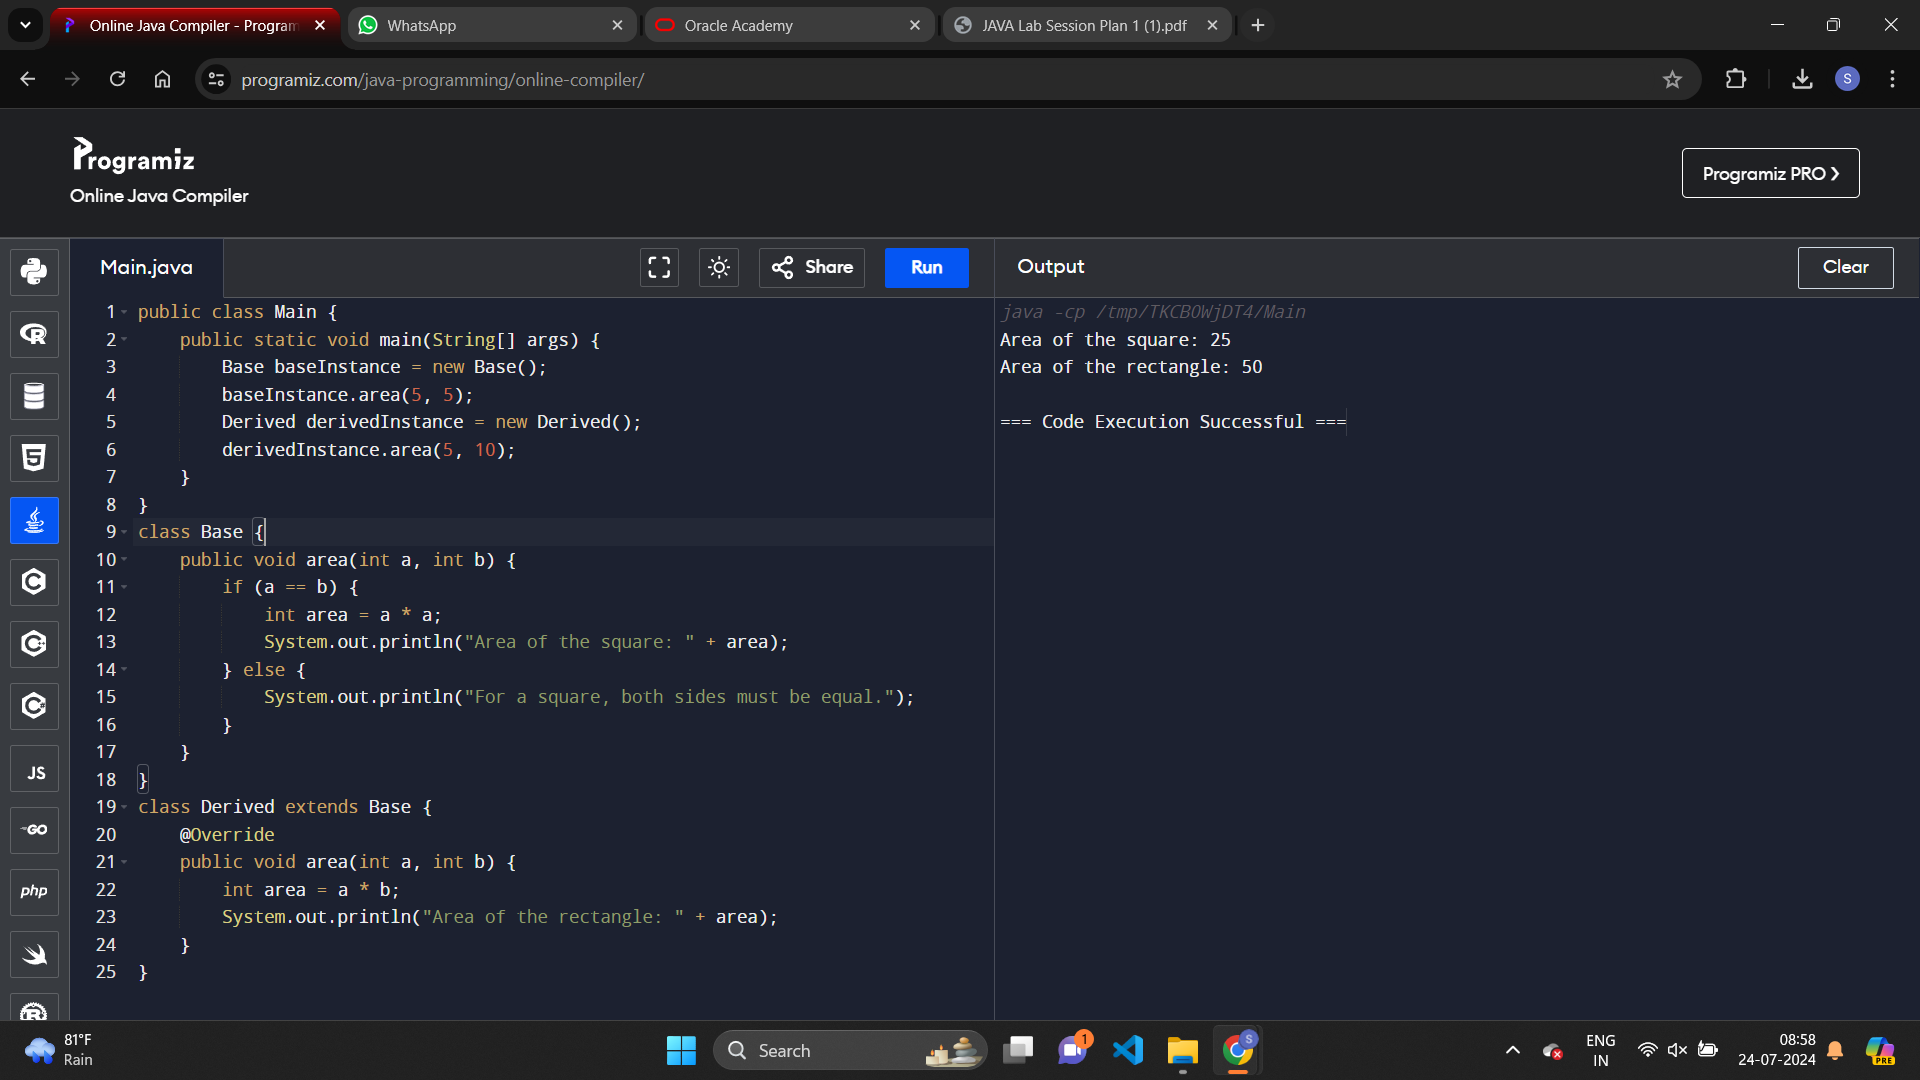 Online Java Compiler - Program
WhatsApp
Oracle Academy
JAVA Lab Session Plan 1 (1).pdf
programiz.com/java-programming/online-compiler/
S
Programiz
Online Java Compiler
Programiz PRO ❯
Main.java
Share
Run
Output
Clear
1 public class Main {
2     public static void main(String[] args) {
3         Base baseInstance = new Base();
4         baseInstance.area(5, 5);
5         Derived derivedInstance = new Derived();
6         derivedInstance.area(5, 10);
7     }
8 }
9 class Base {
10     public void area(int a, int b) {
11         if (a == b) {
12             int area = a * a;
13             System.out.println("Area of the square: " + area);
14         } else {
15             System.out.println("For a square, both sides must be equal.");
16         }
17     }
18 }
19 class Derived extends Base {
20     @Override
21     public void area(int a, int b) {
22         int area = a * b;
23         System.out.println("Area of the rectangle: " + area);
24     }
25 }
java -cp /tmp/TKCBOWjDT4/Main
Area of the square: 25
Area of the rectangle: 50
=== Code Execution Successful ===
JS
GO
php
81°F
Rain
Search
1
S
ENG
IN
08:58
24-07-2024
PRE